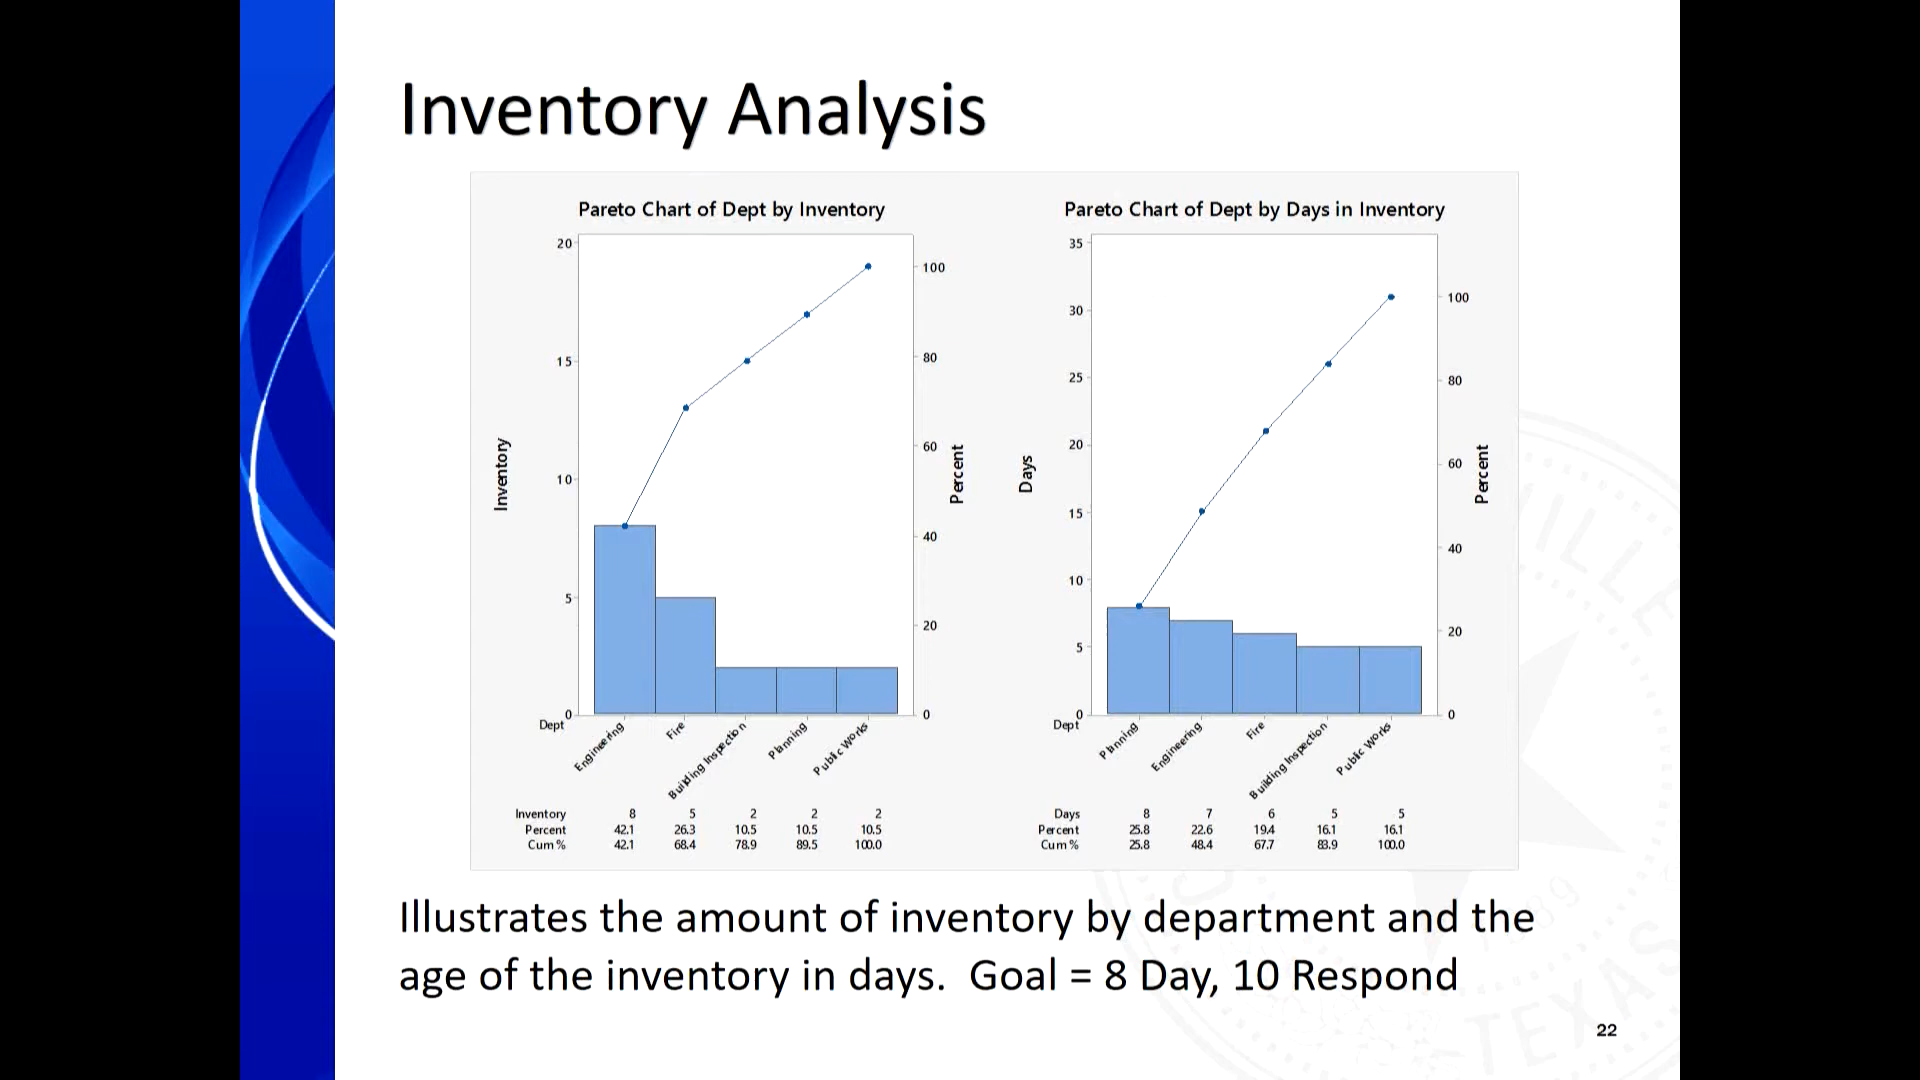 Inventory Analysis
Pareto Chart of Dept by Inventory
20
15
10
5
0
Inventory
100
80
60
40
20
0
Percent
Dept
Engineering
Fire
Building Inspection
Planning
Public Works
Inventory 8 5 2 2 2
Percent 42.1 26.3 10.5 10.5 10.5
Cum % 42.1 68.4 78.9 89.5 100.0
Pareto Chart of Dept by Days in Inventory
35
30
25
20
15
10
5
0
Days
100
80
60
40
20
0
Percent
Dept
Planning
Engineering
Fire
Building Inspection
Public Works
Days 8 7 6 5 5
Percent 25.8 22.6 19.4 16.1 16.1
Cum % 25.8 48.4 67.7 83.9 100.0
Illustrates the amount of inventory by department and the
age of the inventory in days. Goal = 8 Day, 10 Respond
TEXAS
22